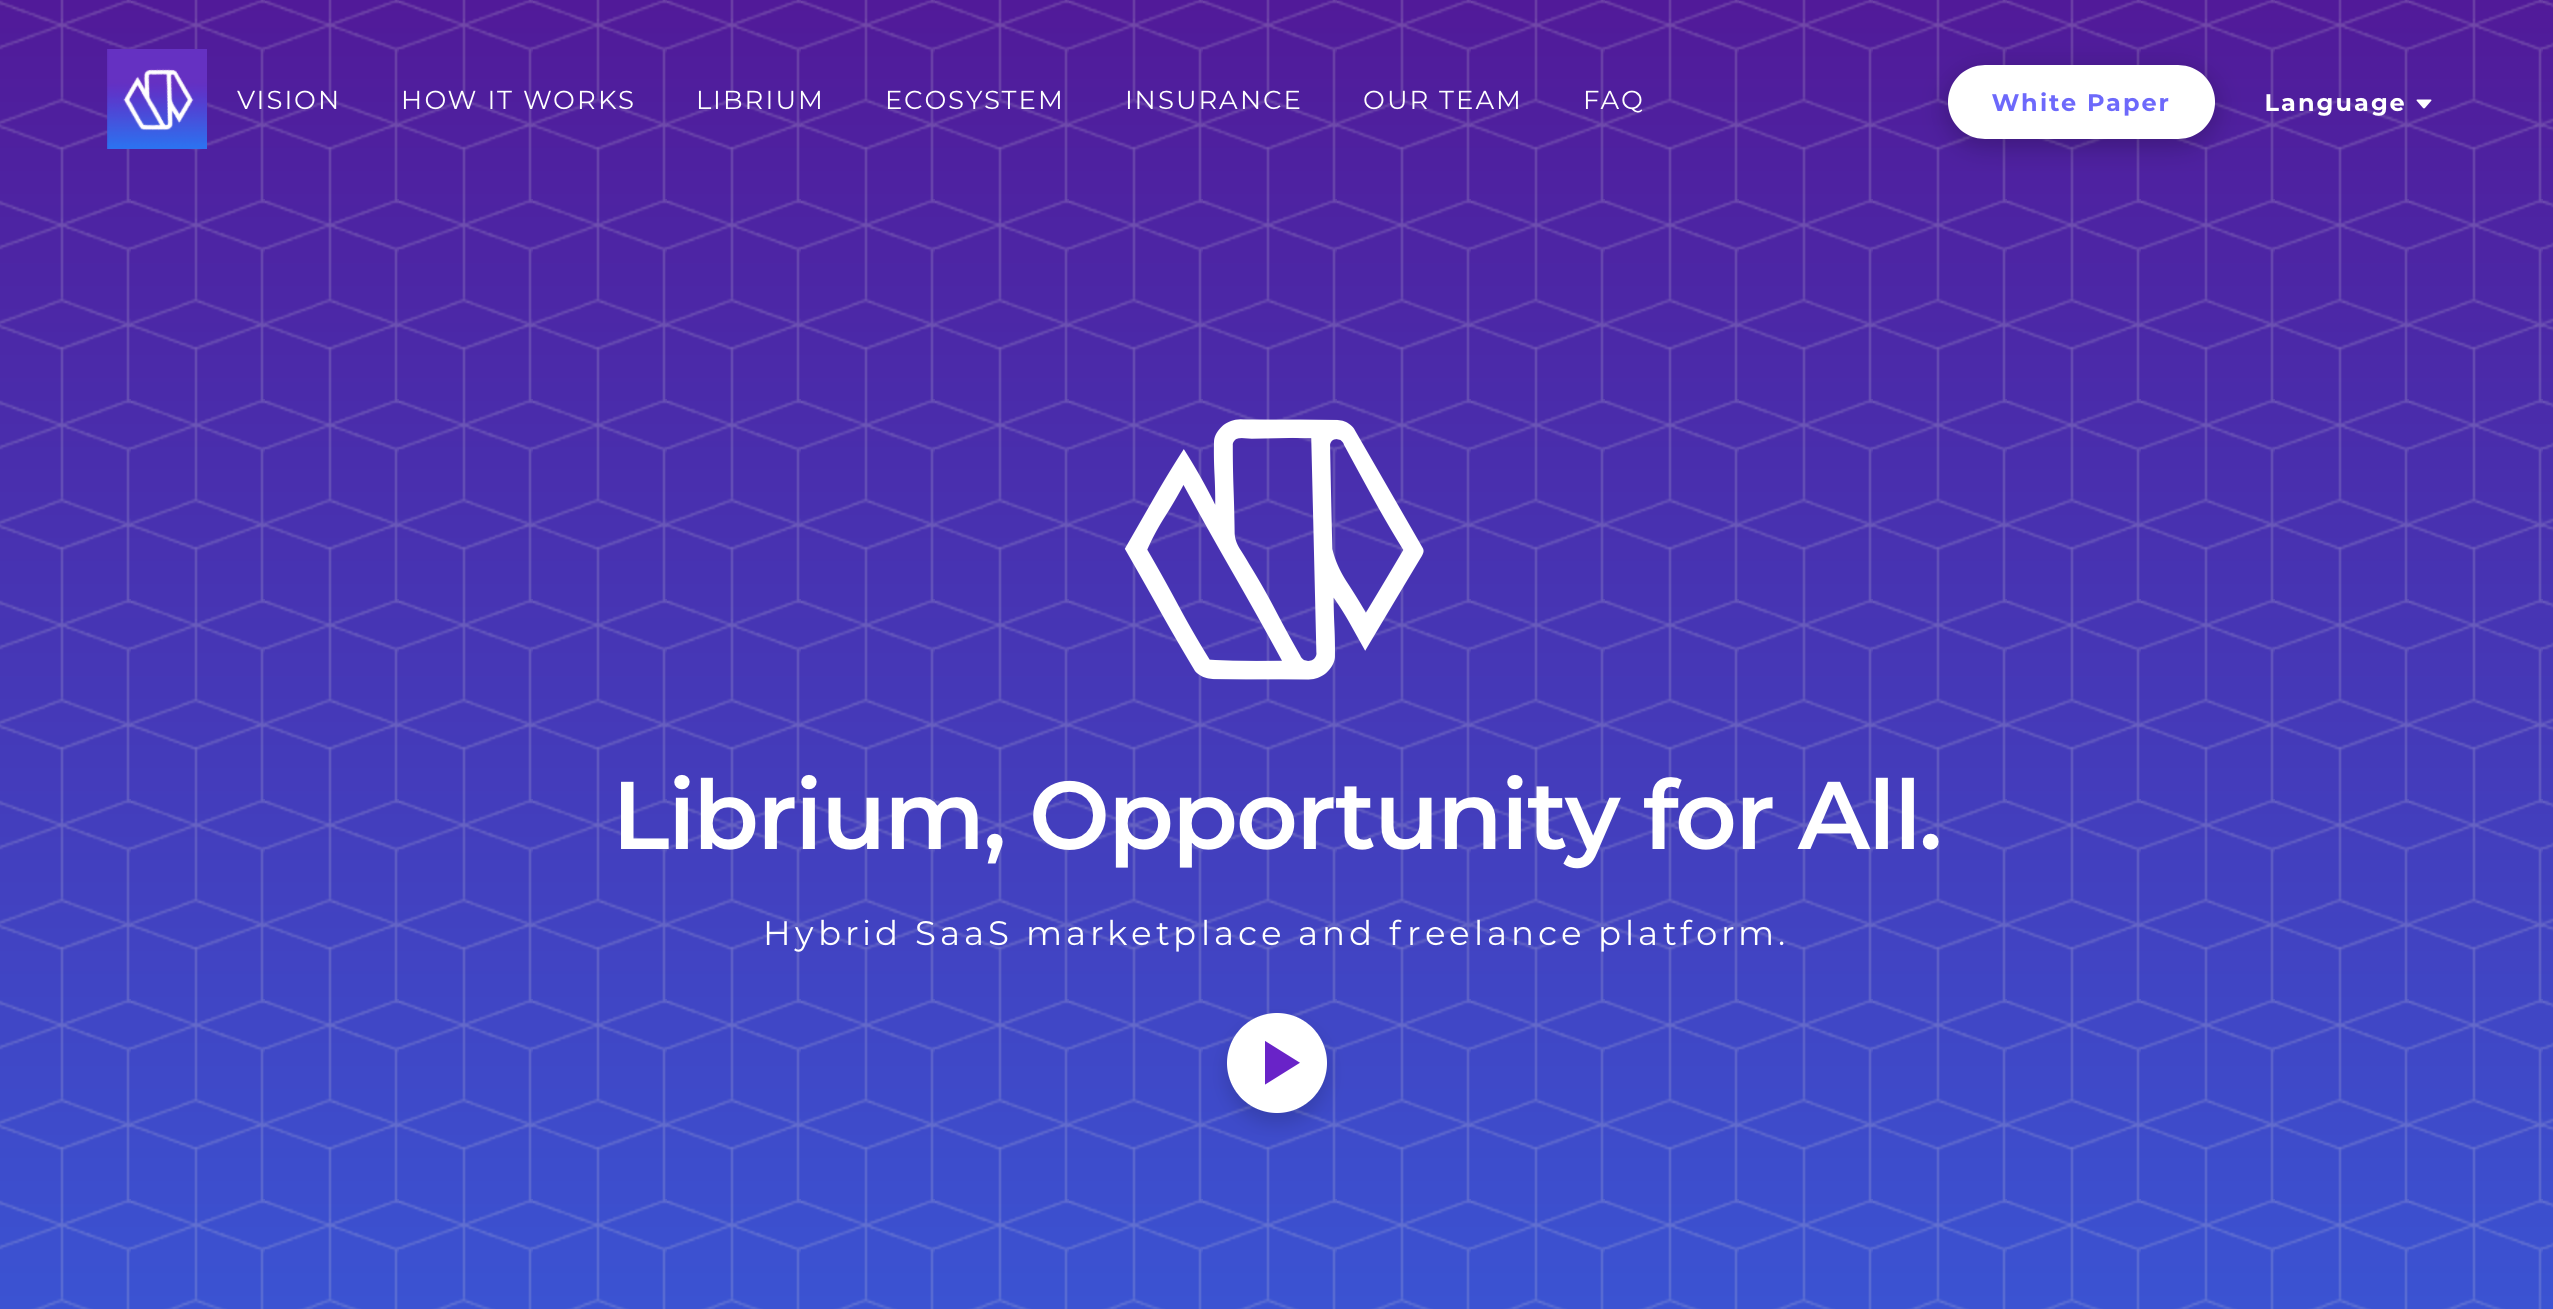 VISION HOW IT WORKS LIBRIUM ECOSYSTEM INSURANCE OUR TEAM FAQ White Paper Language
Librium, Opportunity for All.
Hybrid SaaS marketplace and freelance platform.